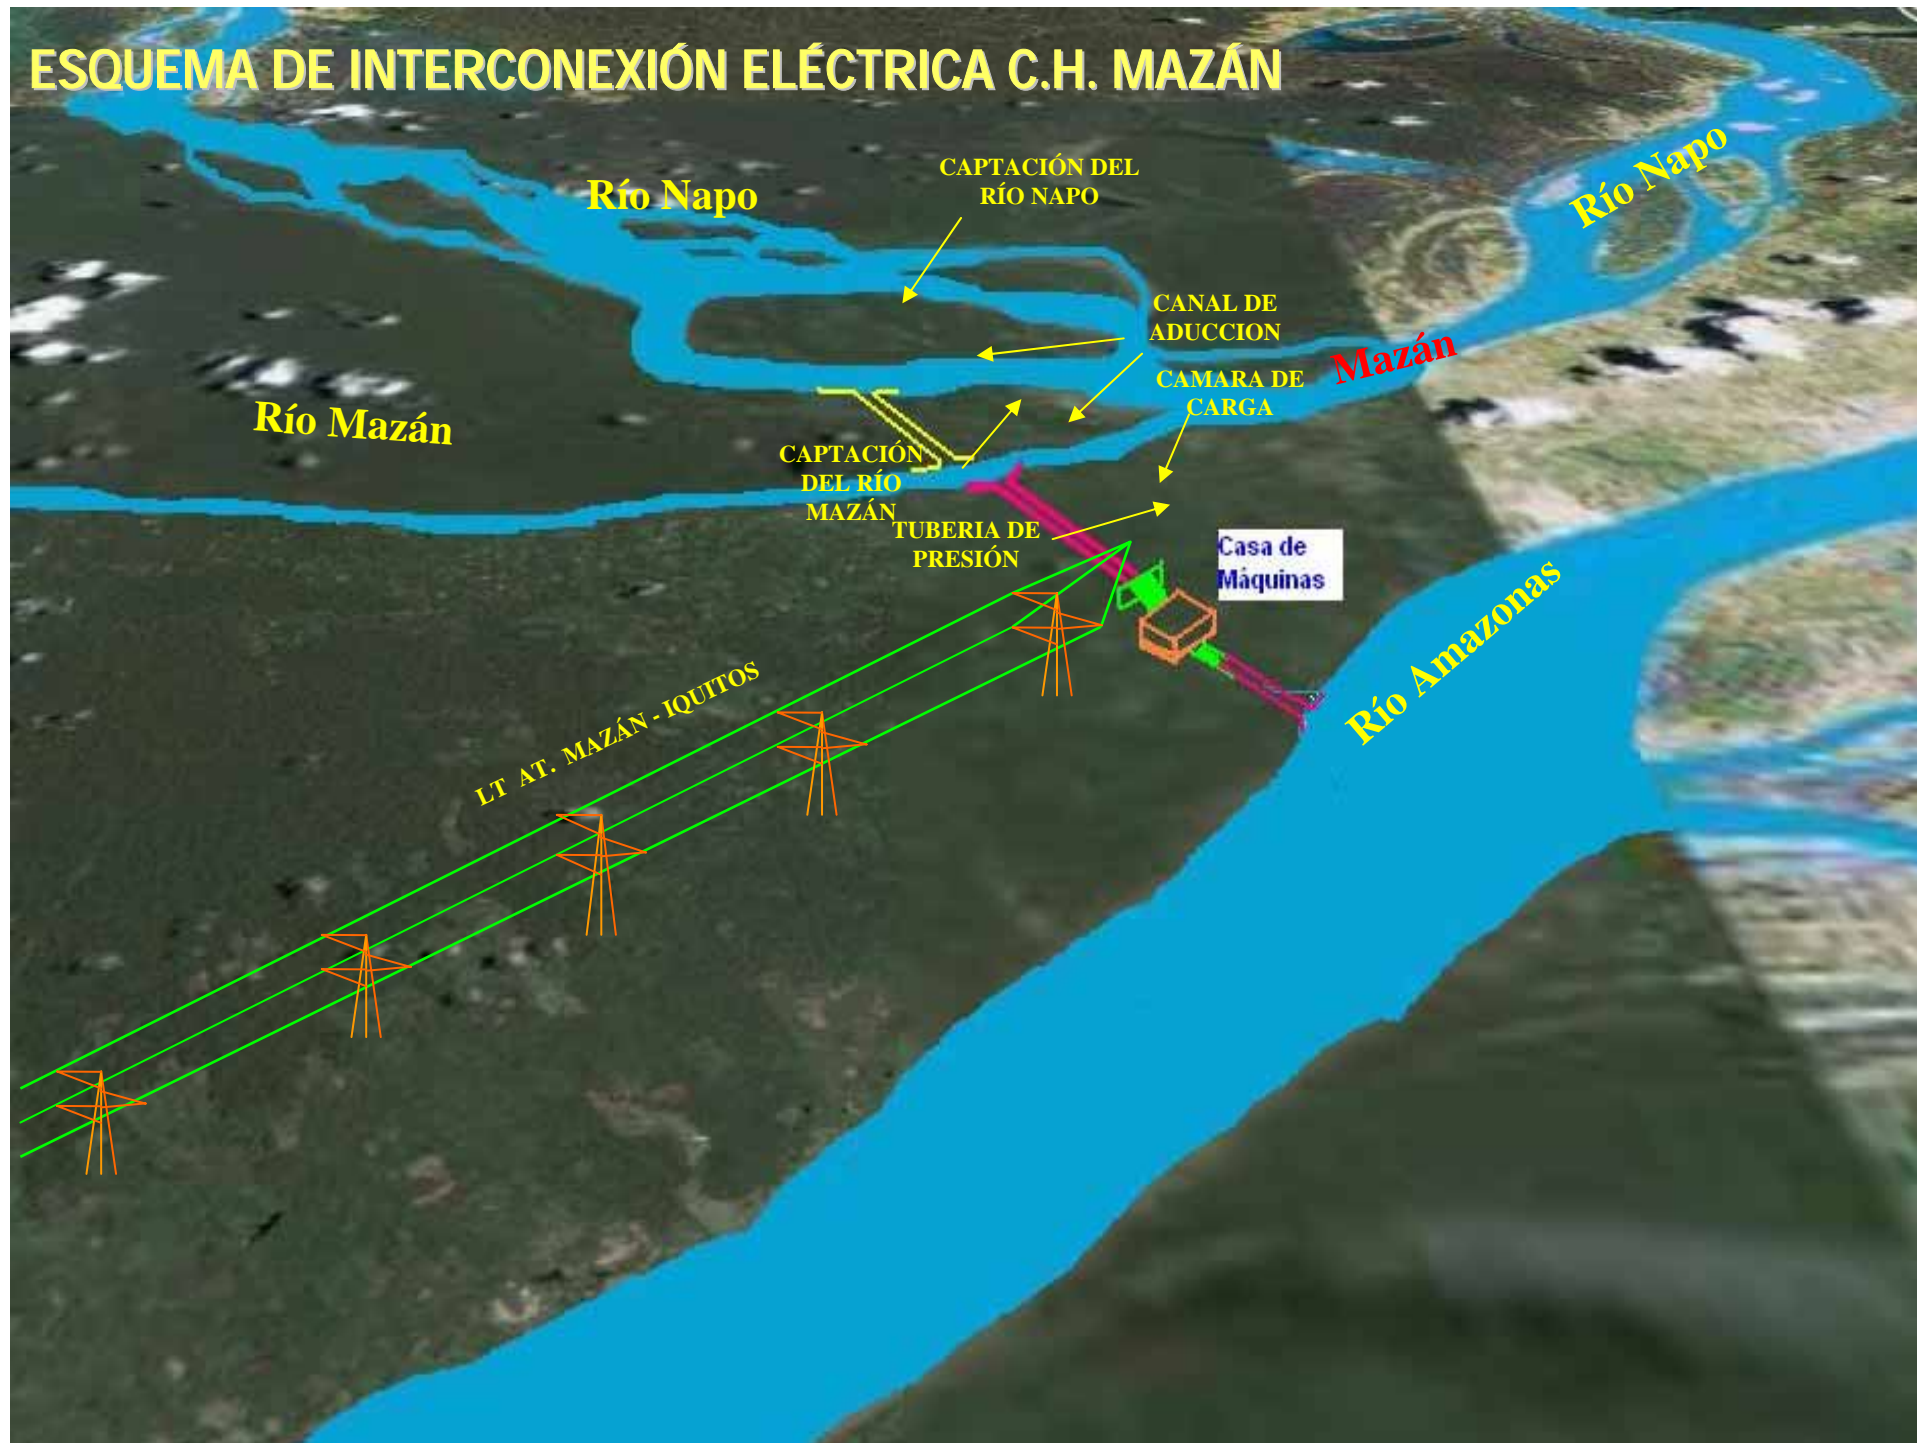 ESQUEMA DE INTERCONEXIÓN ELÉCTRICA C.H. MAZÁN
Río Napo
CAPTACIÓN DEL
RÍO NAPO
Río Napo
CANAL DE
ADUCCION
Mazán
CAMARA DE
CARGA
Río Mazán
CAPTACIÓN
DEL RÍO
MAZÁN
TUBERIA DE
PRESIÓN
Casa de
Máquinas
Río Amazonas
LT AT. MAZÁN - IQUITOS